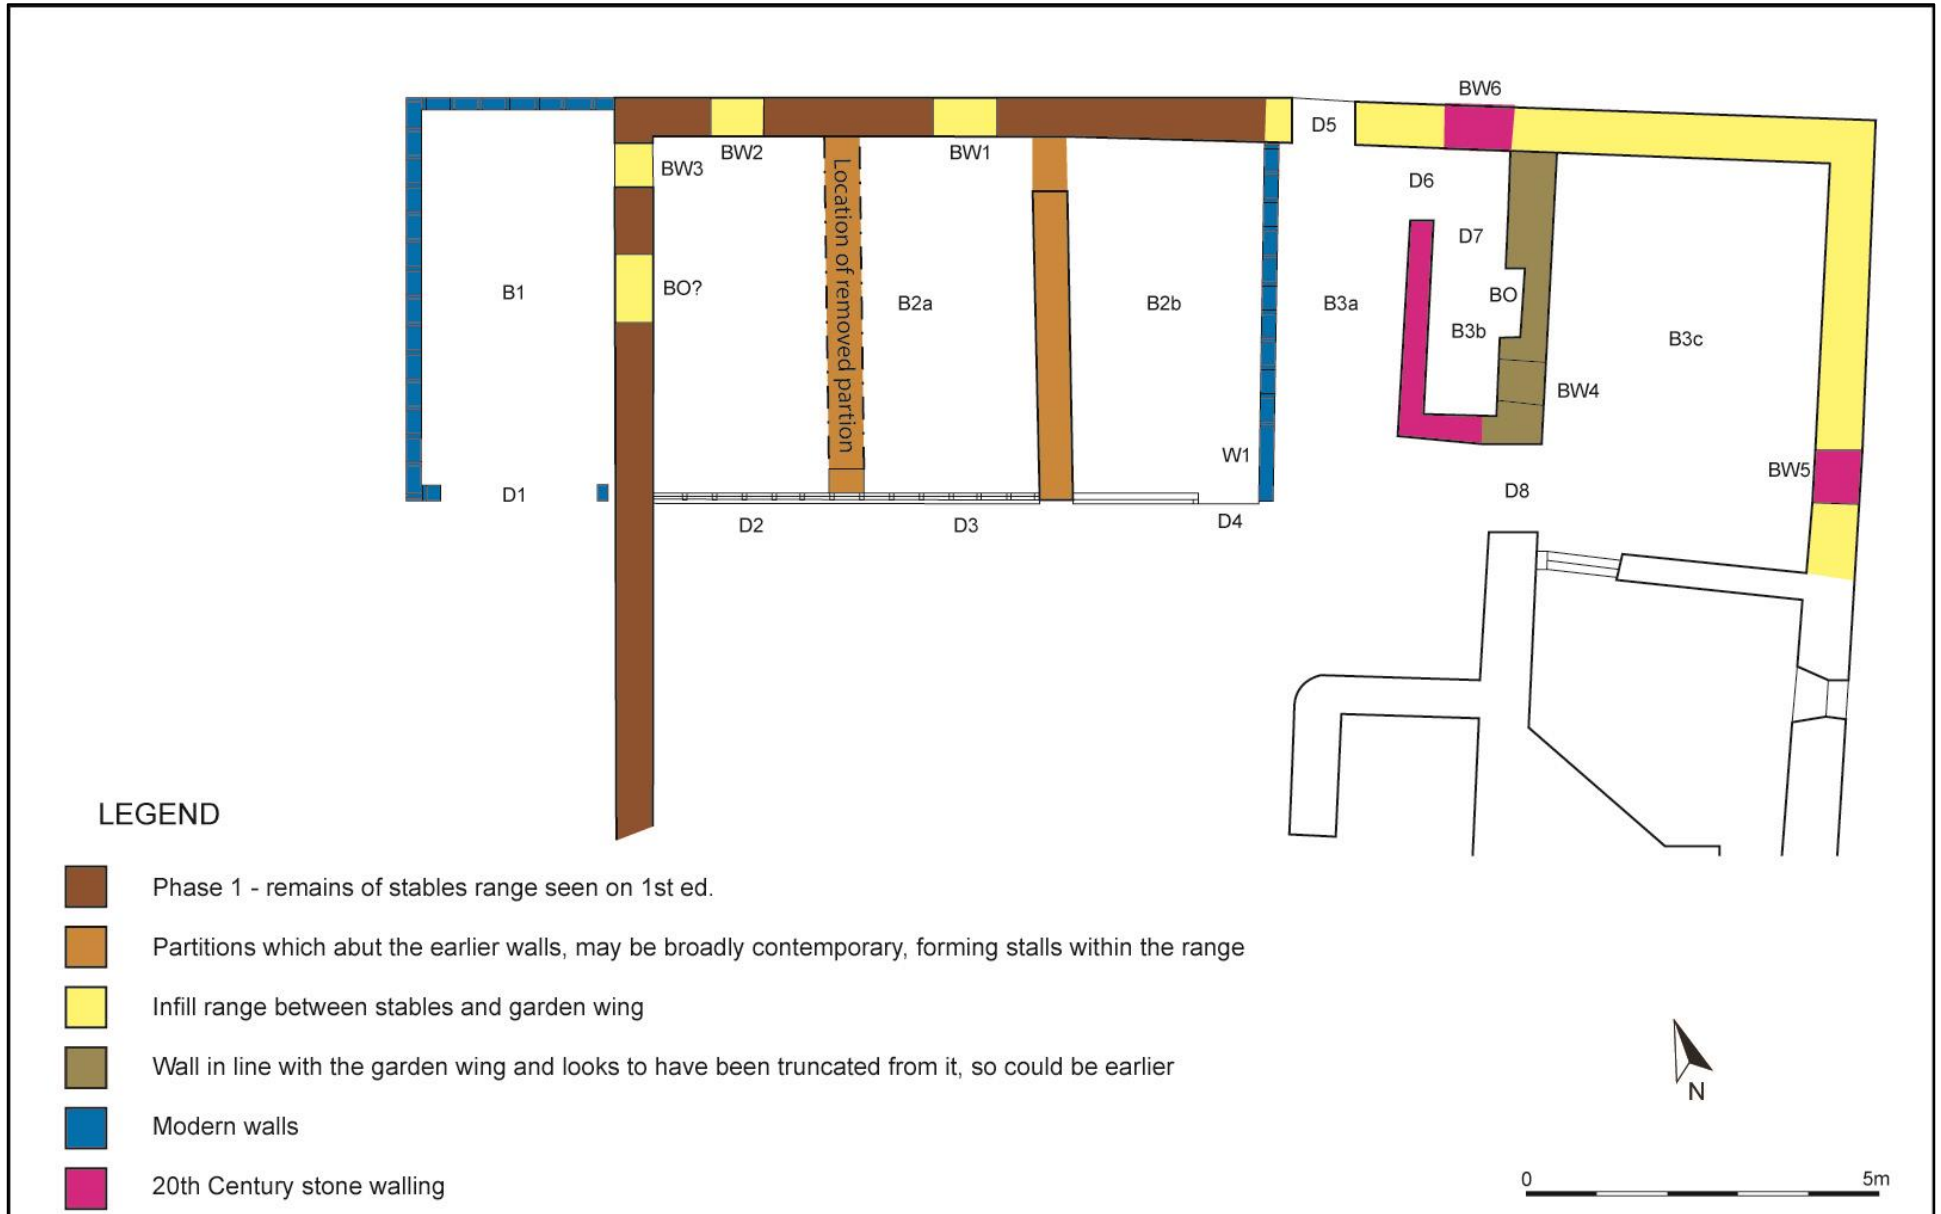 BW6
D5
BW2
BW1
BW3
D6
D7
BO?
B1
Location of removed partion
B2a
B2b
B3a
BO
B3b
B3c
BW4
W1
BW5
D1
D8
D2
D3
D4
LEGEND
Phase 1 - remains of stables range seen on 1st ed.
Partitions which abut the earlier walls, may be broadly contemporary, forming stalls within the range
Infill range between stables and garden wing
Wall in line with the garden wing and looks to have been truncated from it, so could be earlier
Modern walls
20th Century stone walling
N
0 5m